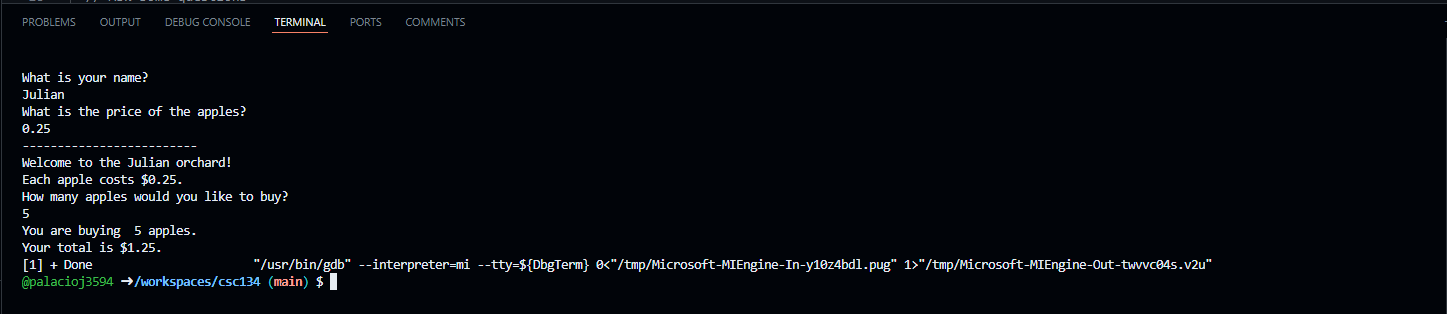 PROBLEMS OUTPUT DEBUG CONSOLE TERMINAL PORTS COMMENTS
What is your name?
Julian
What is the price of the apples?
0.25
-------------------------
Welcome to the Julian orchard!
Each apple costs $0.25.
How many apples would you like to buy?
5
You are buying  5 apples.
Your total is $1.25.
[1] + Done                       "/usr/bin/gdb" --interpreter=mi --tty=${DbgTerm} 0<"/tmp/Microsoft-MIEngine-In-y10z4bdl.pug" 1>"/tmp/Microsoft-MIEngine-Out-twvvc04s.v2u"
@palacioj3594 ➜/workspaces/csc134 (main) $